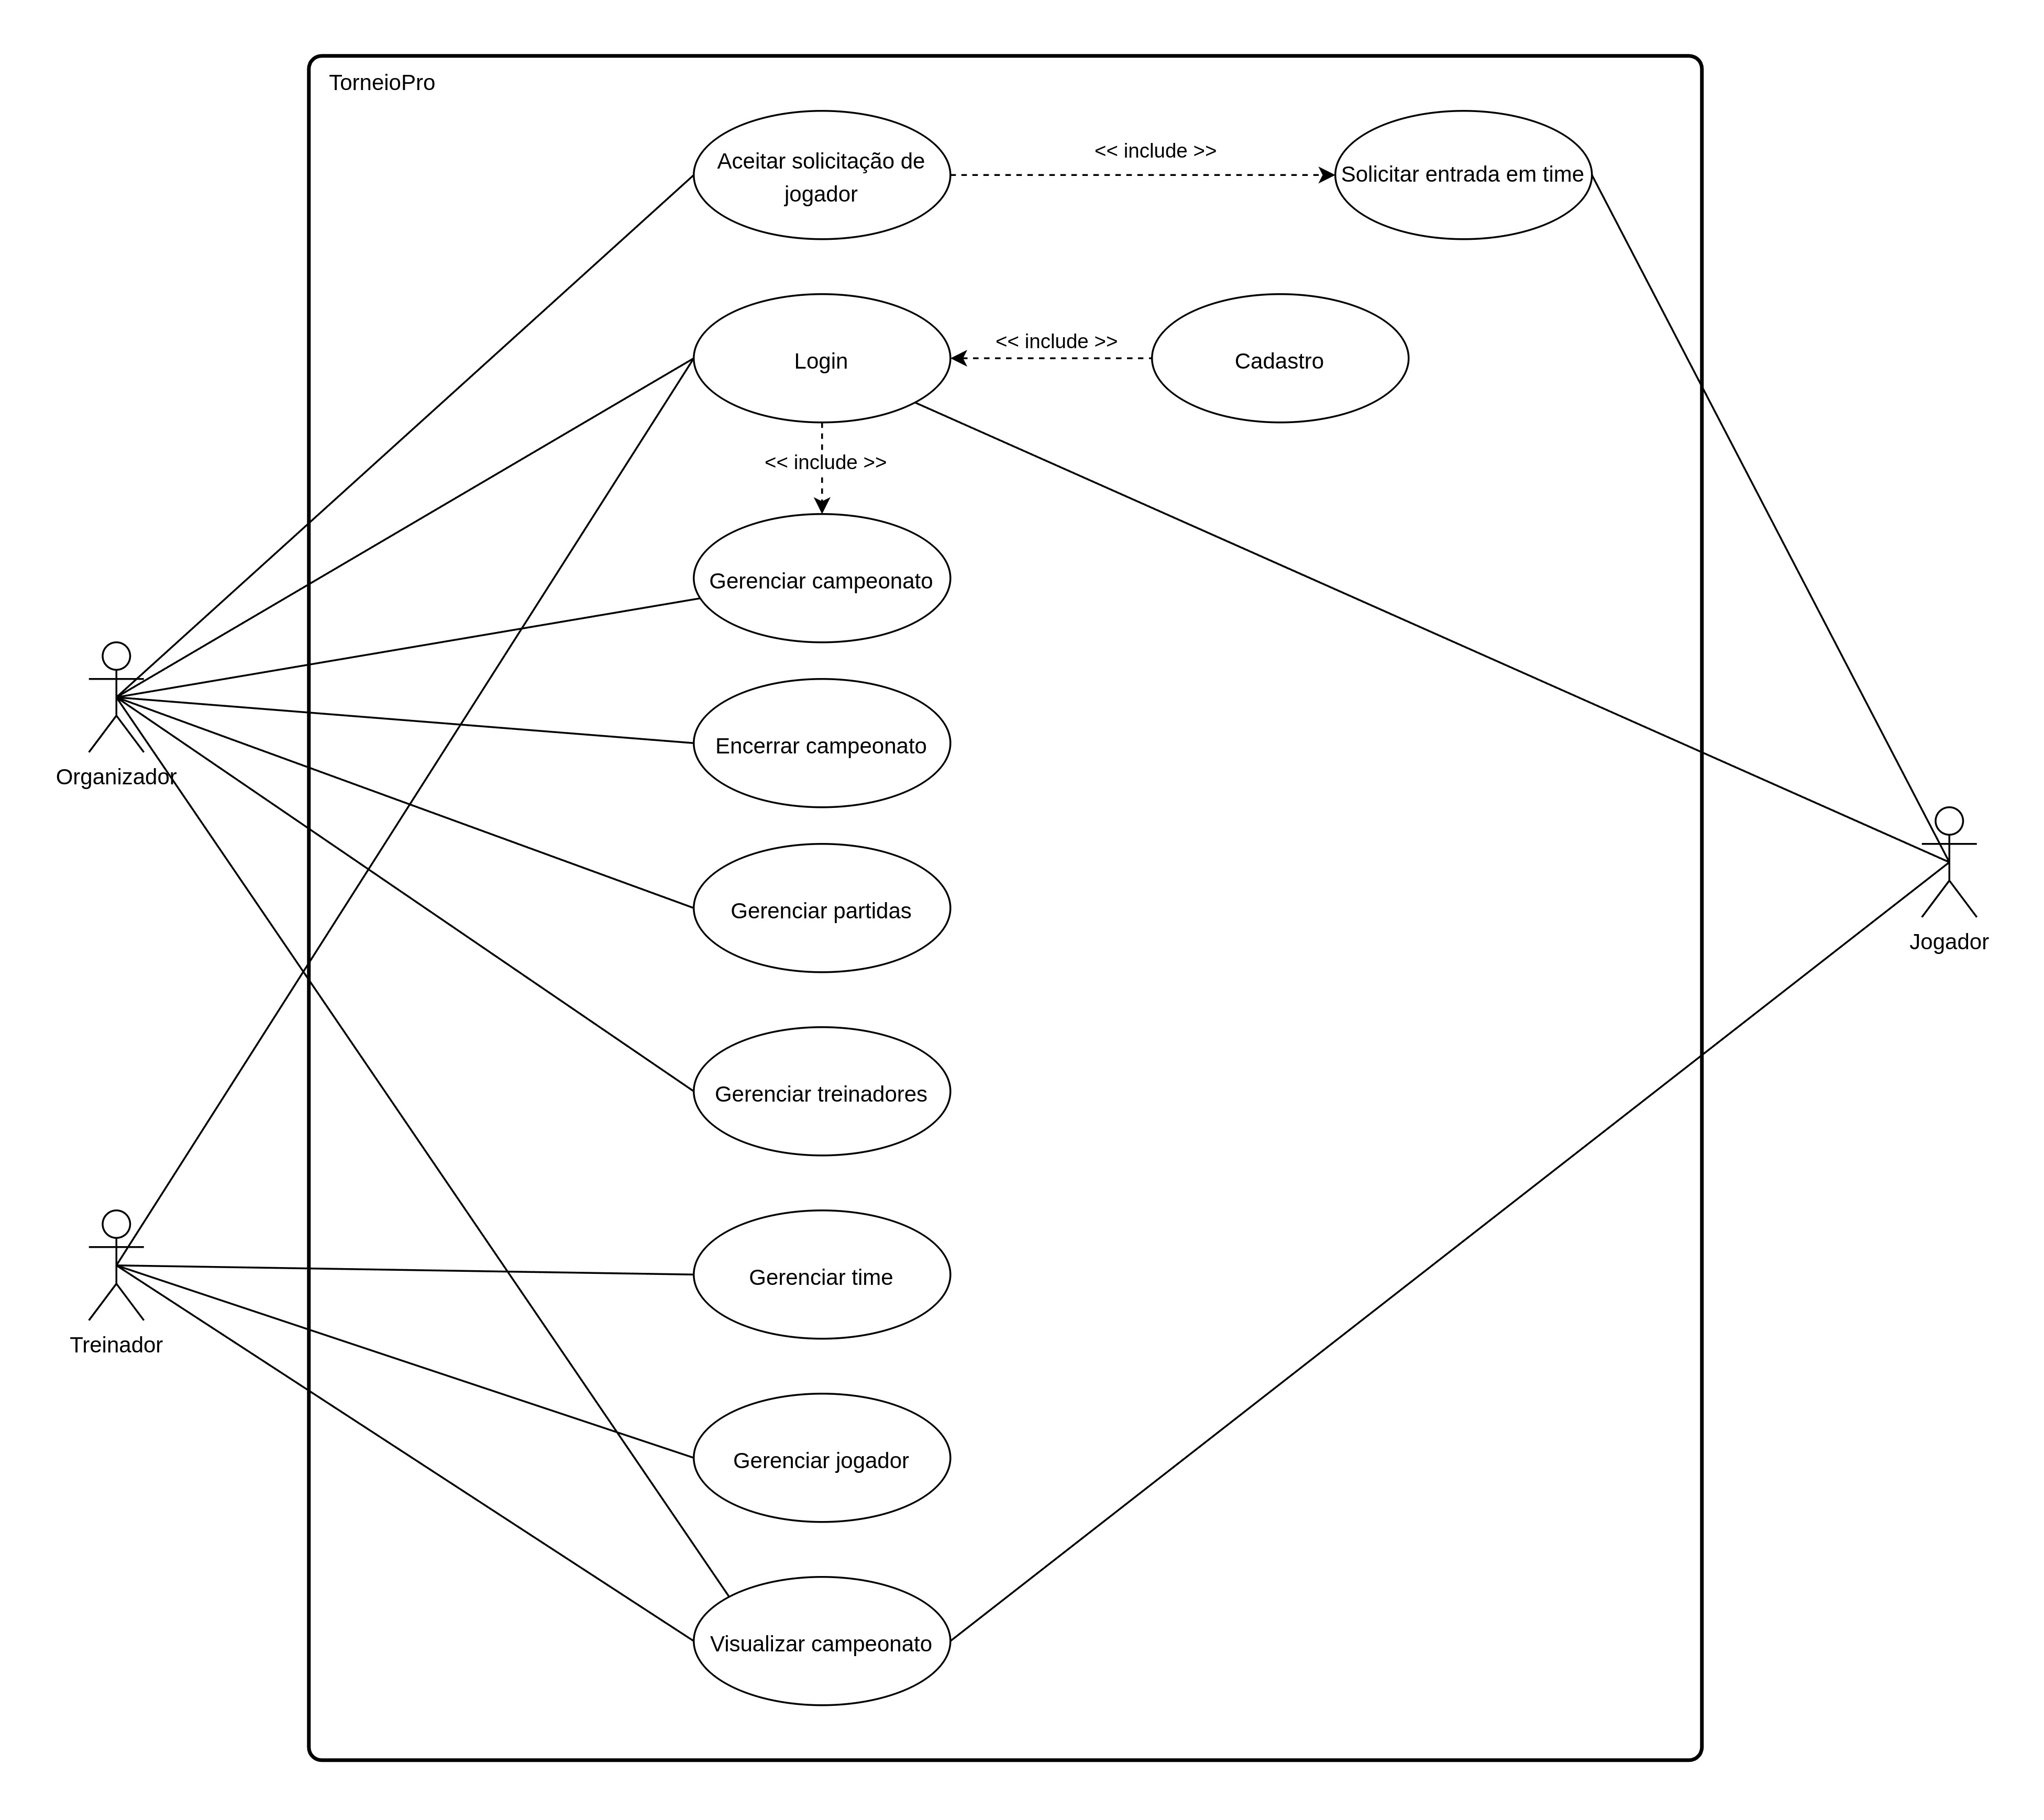 TorneioPro
Aceitar solicitação de
jogador
<< include >>
Solicitar entrada em time
Login
<< include >>
Cadastro
<< include >>
Gerenciar campeonato
Encerrar campeonato
Organizador
Gerenciar partidas
Jogador
Gerenciar treinadores
Gerenciar time
Treinador
Gerenciar jogador
Visualizar campeonato